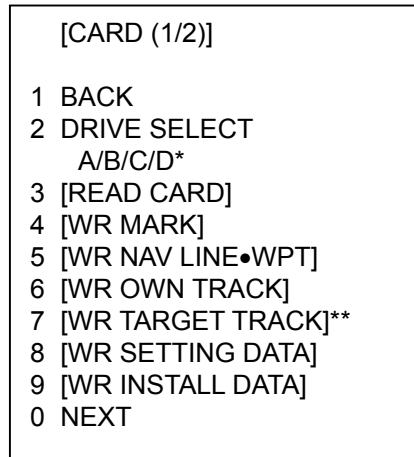 [CARD (1/2)]
1 BACK
2 DRIVE SELECT
A/B/C/D*
3 [READ CARD]
4 [WR MARK]
5 [WR NAV LINE•WPT]
6 [WR OWN TRACK]
7 [WR TARGET TRACK]**
8 [WR SETTING DATA]
9 [WR INSTALL DATA]
0 NEXT